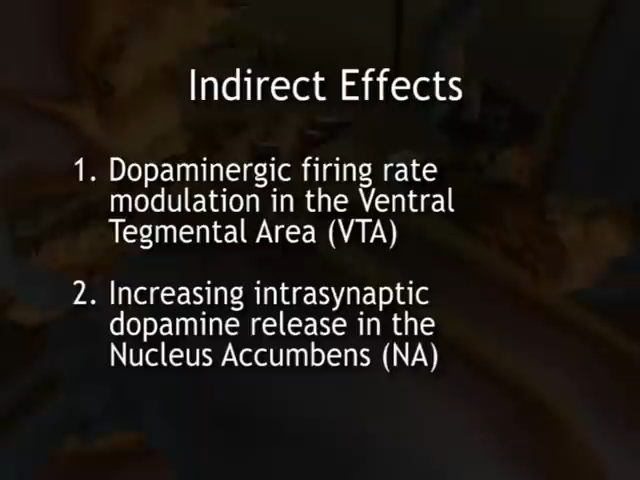 Indirect Effects
1. Dopaminergic firing rate
modulation in the Ventral
Tegmental Area (VTA)
2. Increasing intrasynaptic
dopamine release in the
Nucleus Accumbens (NA)